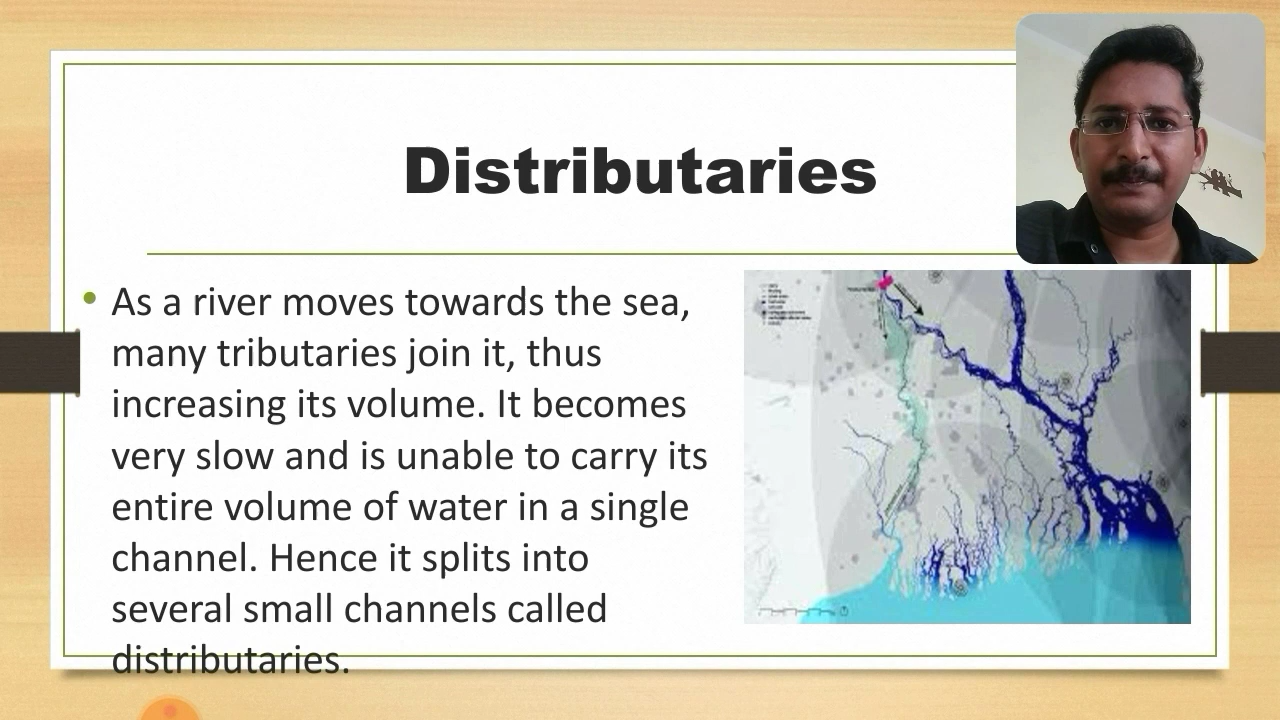 Distributaries
As a river moves towards the sea,
many tributaries join it, thus
increasing its volume. It becomes
very slow and is unable to carry its
entire volume of water in a single
channel. Hence it splits into
several small channels called
distributaries.